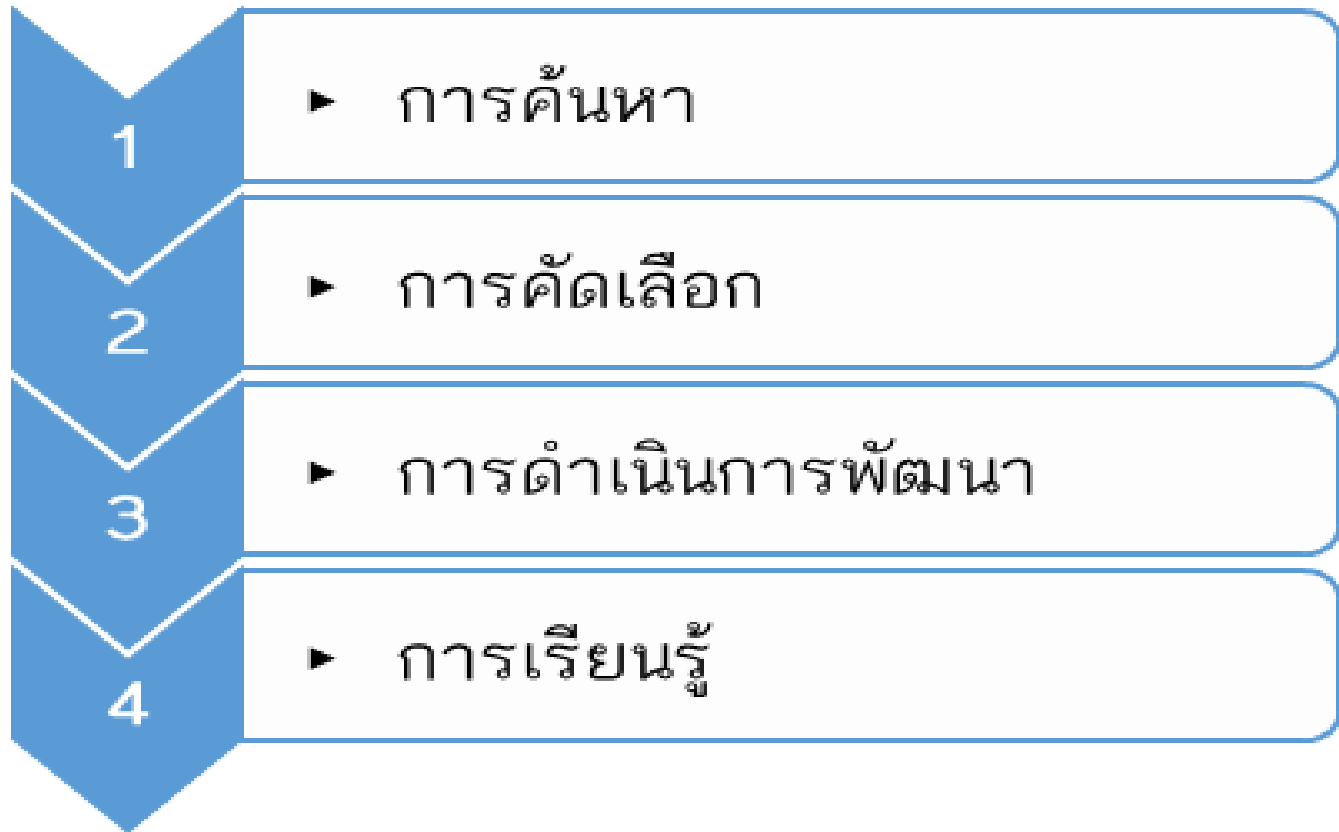 1
► การค้นหา
2
► การคัดเลือก
3
► การดำเนินการพัฒนา
4
► การเรียนรู้